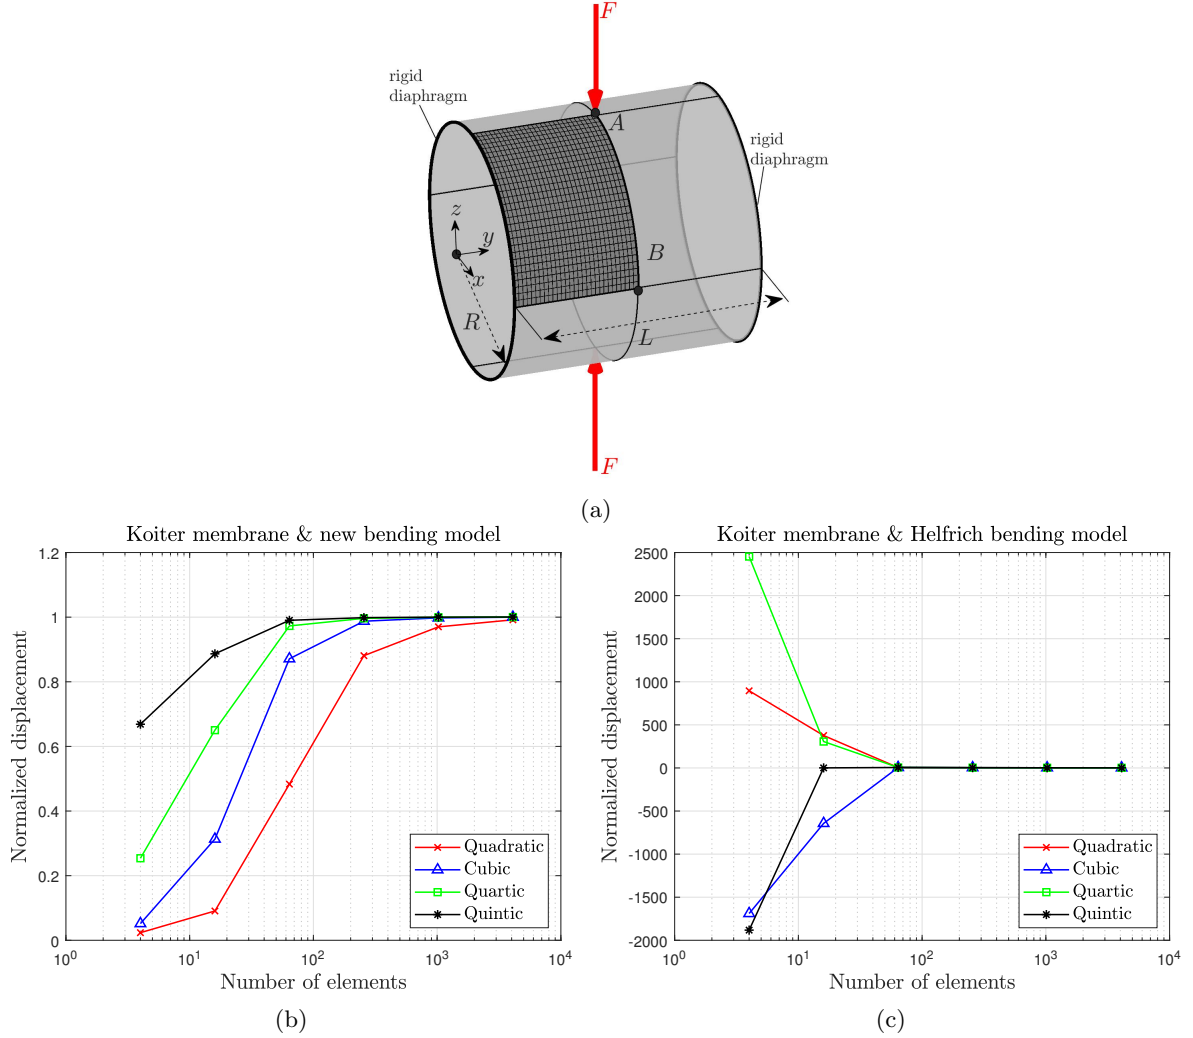 F
rigid
diaphragm
A
rigid
diaphragm
z
y
B
x
R
L
F
(a)
Koiter membrane & new bending model
Normalized displacement
1.2
1
0.8
0.6
0.4
0.2
0
10^0
10^1
10^2
10^3
10^4
Number of elements
Quadratic
Cubic
Quartic
Quintic
(b)
Koiter membrane & Helfrich bending model
Normalized displacement
2500
2000
1500
1000
500
0
-500
-1000
-1500
-2000
10^0
10^1
10^2
10^3
10^4
Number of elements
Quadratic
Cubic
Quartic
Quintic
(c)